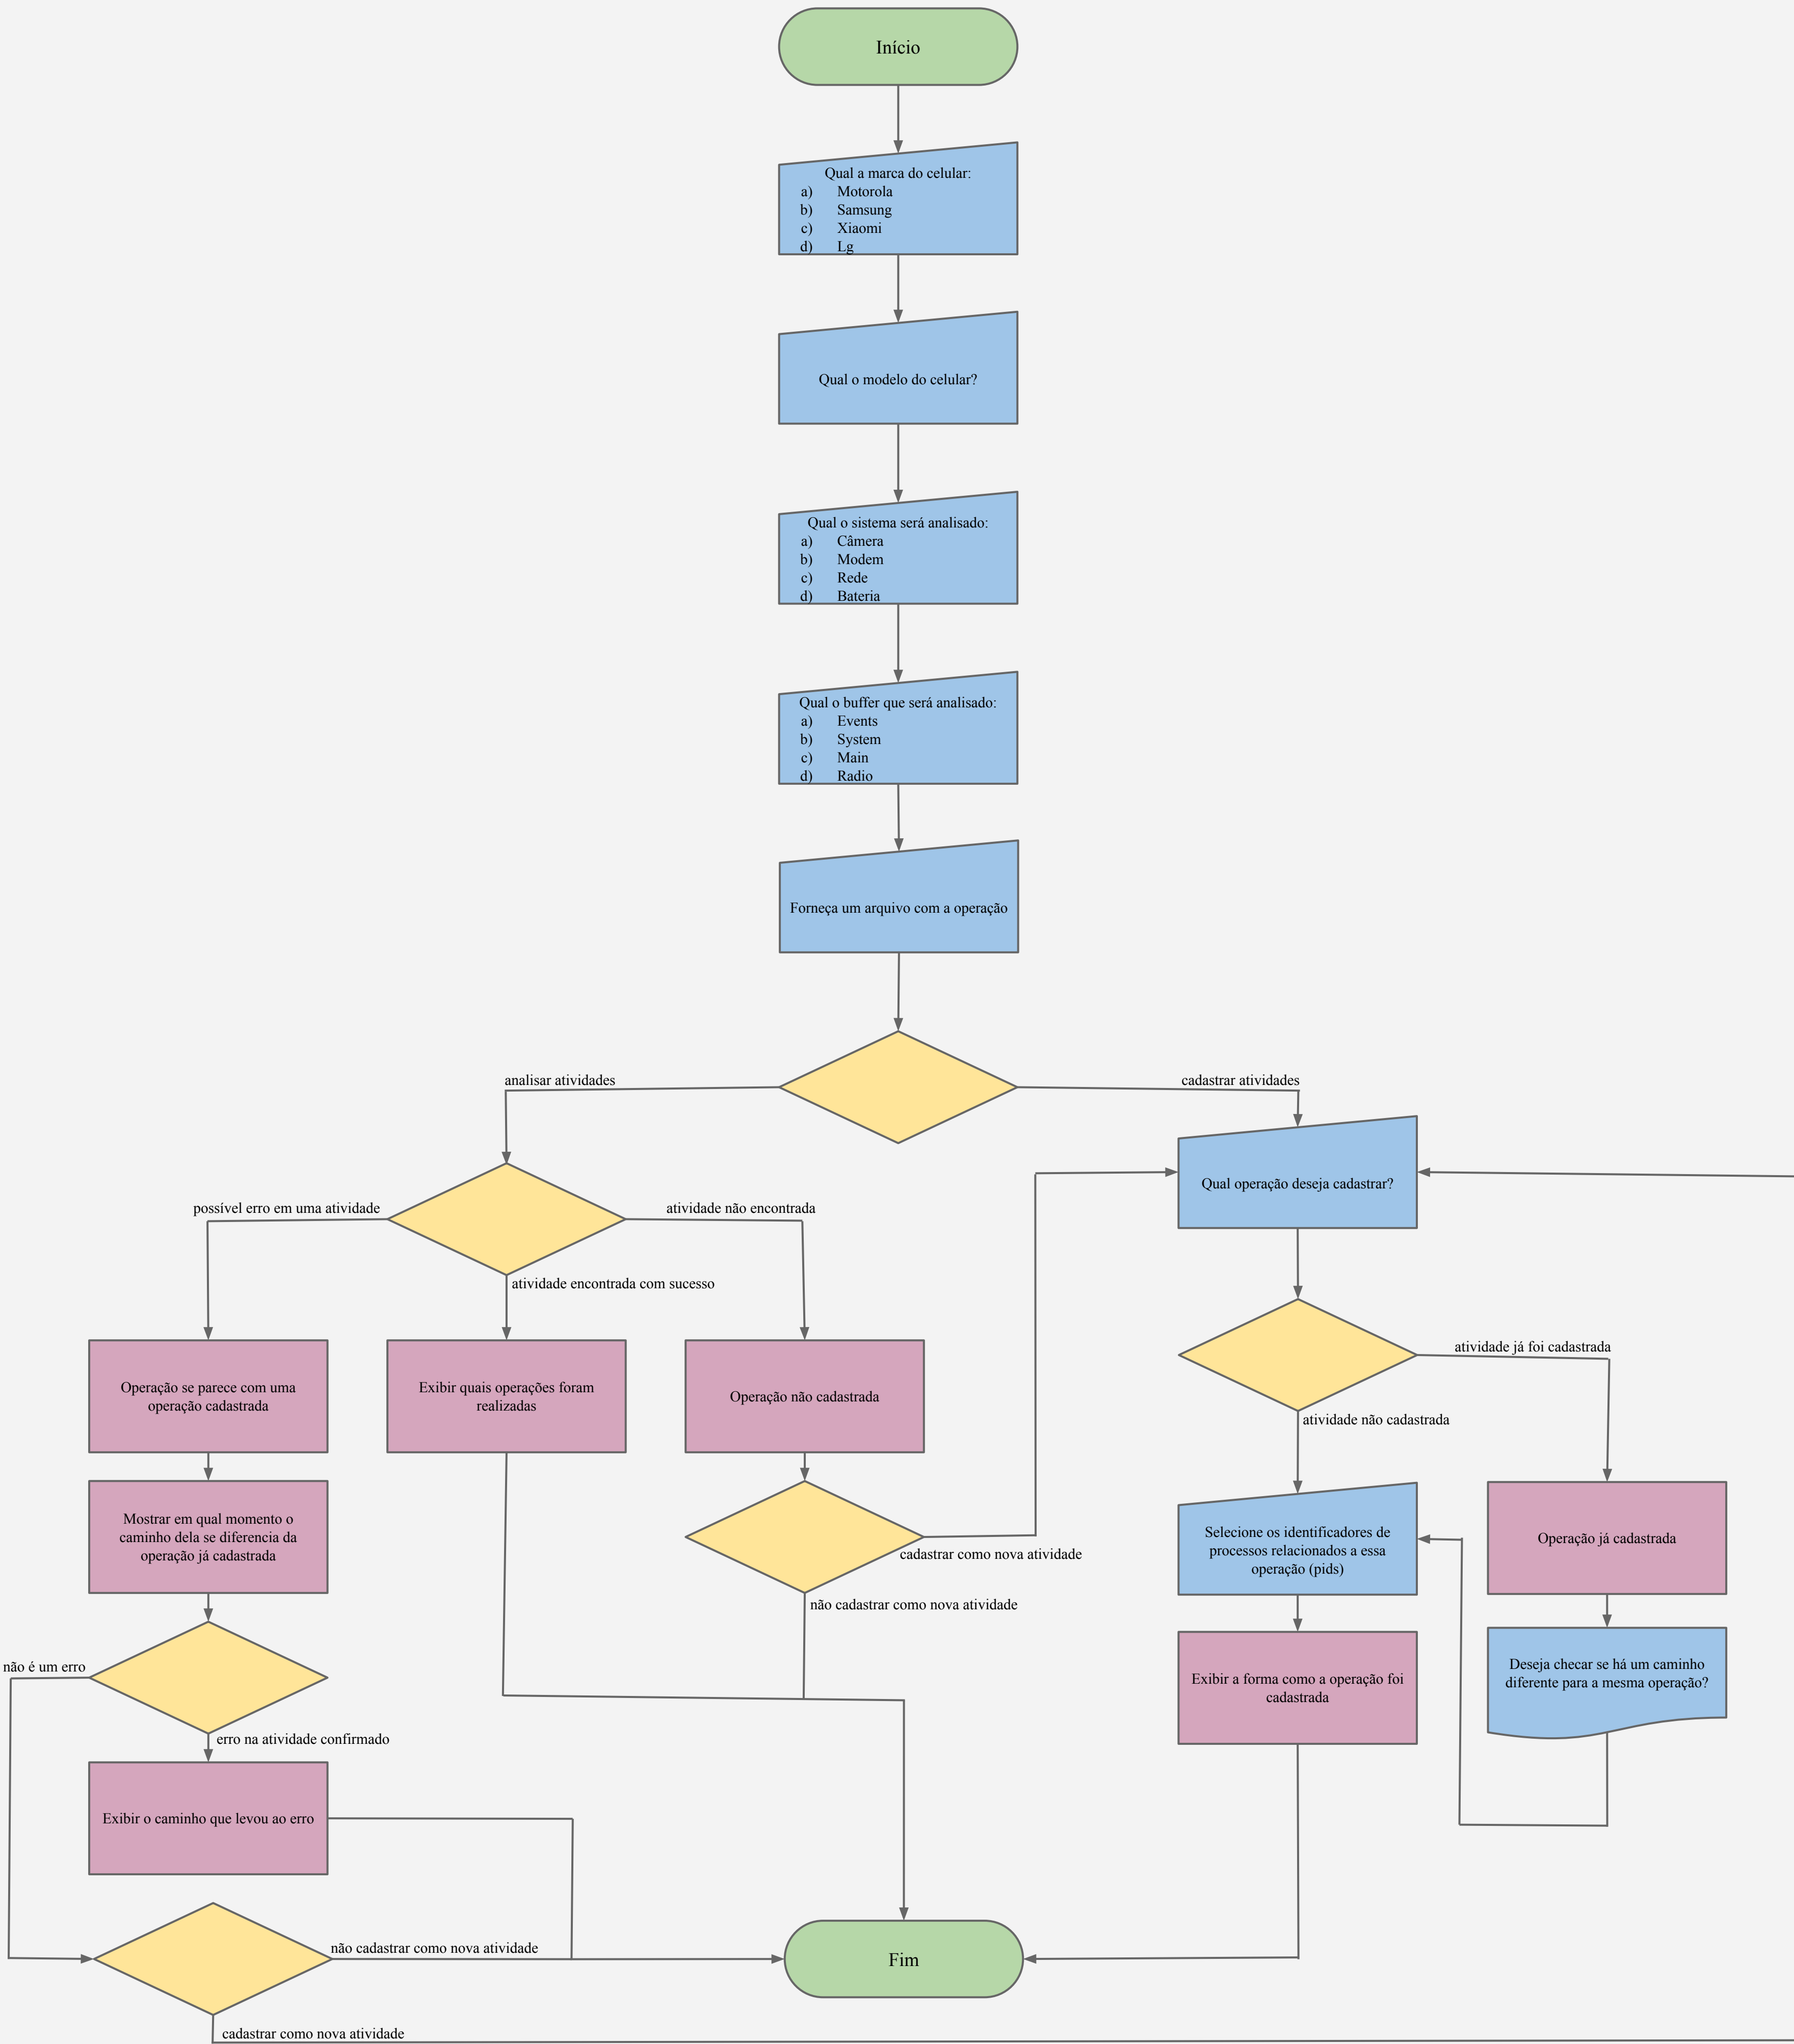 Início
Qual a marca do celular:
a) Motorola
b) Samsung
c) Xiaomi
d) Lg
Qual o modelo do celular?
Qual o sistema será analisado:
a) Câmera
b) Modem
c) Rede
d) Bateria
Qual o buffer que será analisado:
a) Events
b) System
c) Main
d) Radio
Forneça um arquivo com a operação
analisar atividades
cadastrar atividades
possível erro em uma atividade
atividade não encontrada
atividade encontrada com sucesso
Qual operação deseja cadastrar?
atividade já foi cadastrada
atividade não cadastrada
Operação se parece com uma
operação cadastrada
Exibir quais operações foram
realizadas
Operação não cadastrada
Mostrar em qual momento o
caminho dela se diferencia da
operação já cadastrada
cadastrar como nova atividade
não cadastrar como nova atividade
Selecione os identificadores de
processos relacionados a essa
operação (pids)
Operação já cadastrada
não é um erro
erro na atividade confirmado
Exibir a forma como a operação foi
cadastrada
Deseja checar se há um caminho
diferente para a mesma operação?
Exibir o caminho que levou ao erro
não cadastrar como nova atividade
Fim
cadastrar como nova atividade